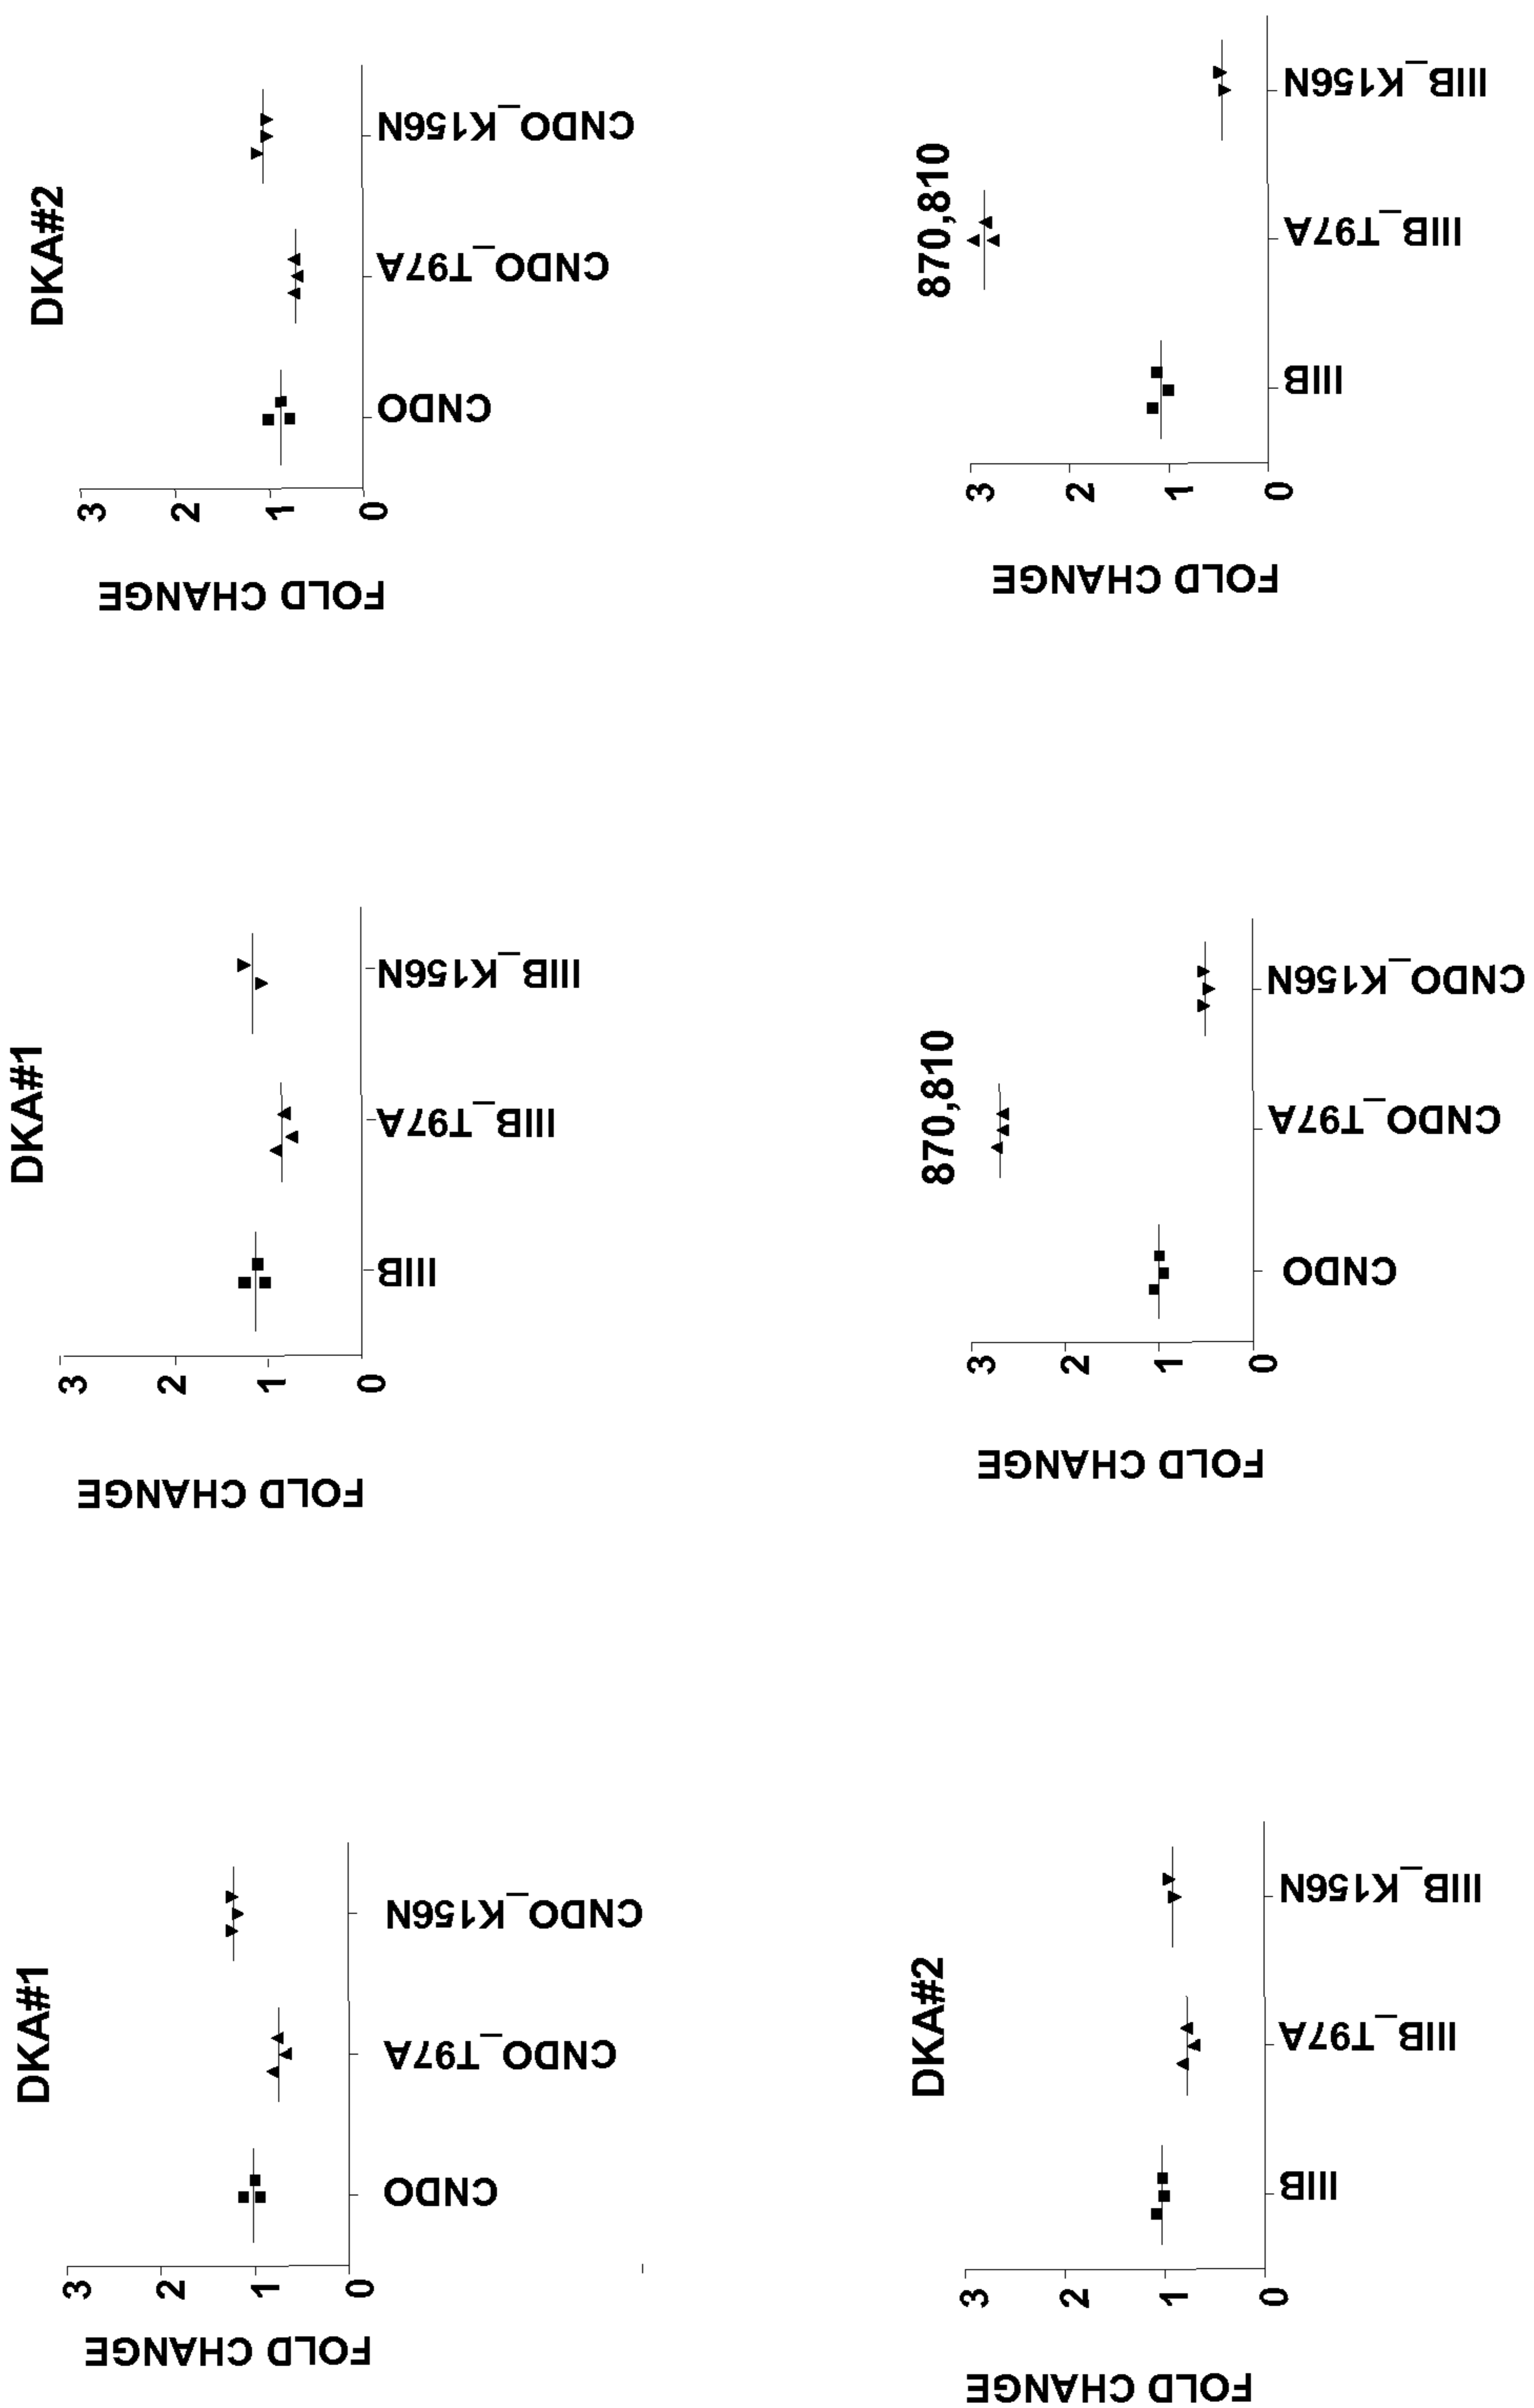 DKA#1
3
2
1
0
FOLD CHANGE
CNDO
CNDO_T97A
CNDO_K156N
DKA#1
3
2
1
0
FOLD CHANGE
IIIB
IIIB_T97A
IIIB_K156N
DKA#2
3
2
1
0
FOLD CHANGE
CNDO
CNDO_T97A
CNDO_K156N
DKA#2
3
2
1
0
FOLD CHANGE
IIIB
IIIB_T97A
IIIB_K156N
870,810
3
2
1
0
FOLD CHANGE
CNDO
CNDO_T97A
CNDO_K156N
870,810
3
2
1
0
FOLD CHANGE
IIIB
IIIB_T97A
IIIB_K156N